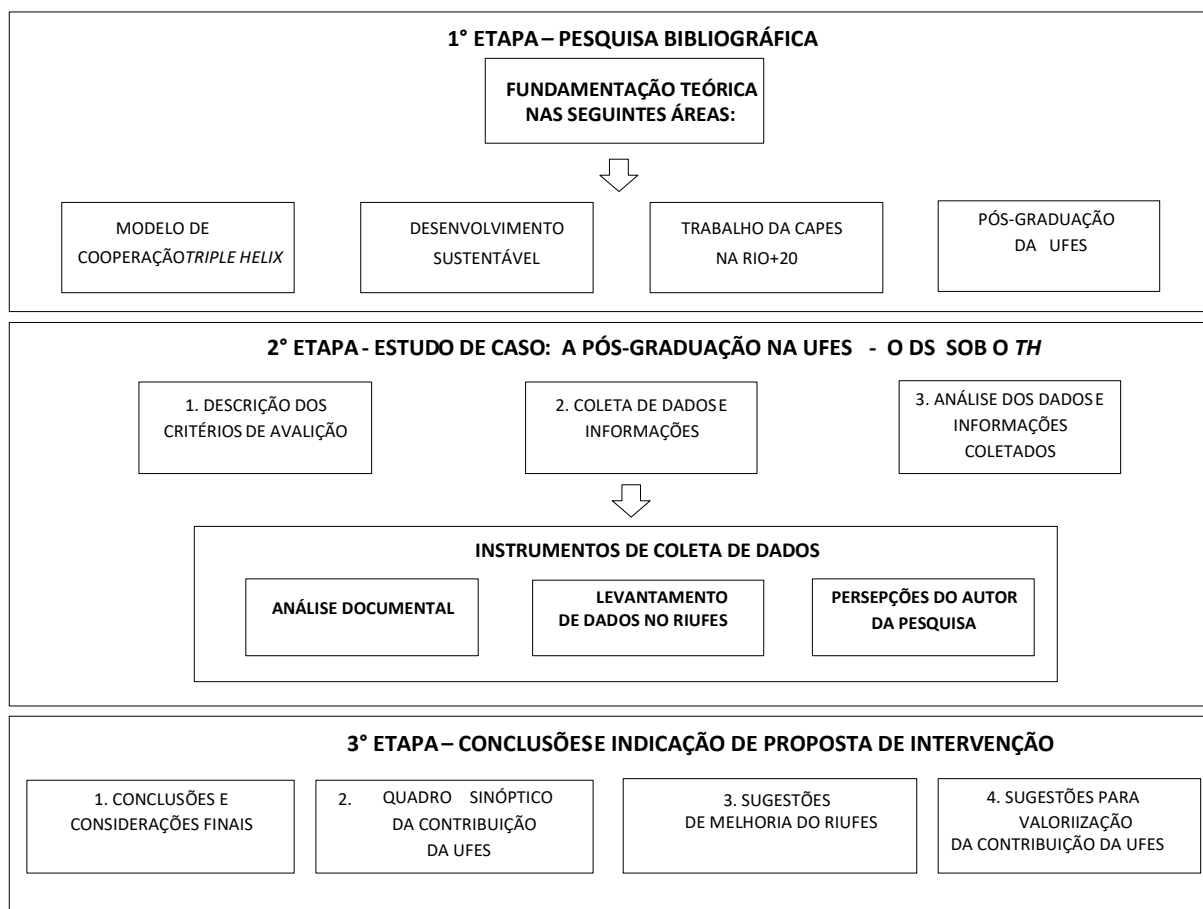 1° ETAPA – PESQUISA BIBLIOGRÁFICA
FUNDAMENTAÇÃO TEÓRICA
NAS SEGUINTES ÁREAS:
MODELO DE
COOPERAÇÃO TRIPLE HELIX
DESENVOLVIMENTO
SUSTENTÁVEL
TRABALHO DA CAPES
NA RIO+20
PÓS-GRADUAÇÃO
DA UFES
2° ETAPA - ESTUDO DE CASO: A PÓS-GRADUAÇÃO NA UFES - O DS SOB O TH
1. DESCRIÇÃO DOS
CRITÉRIOS DE AVALIÇÃO
2. COLETA DE DADOS E
INFORMAÇÕES
3. ANÁLISE DOS DADOS E
INFORMAÇÕES
COLETADOS
INSTRUMENTOS DE COLETA DE DADOS
ANÁLISE DOCUMENTAL
LEVANTAMENTO
DE DADOS NO RIUFES
PERSEPÇÕES DO AUTOR
DA PESQUISA
3° ETAPA – CONCLUSÕES E INDICAÇÃO DE PROPOSTA DE INTERVENÇÃO
1. CONCLUSÕES E
CONSIDERAÇÕES FINAIS
2. QUADRO SINÓPTICO
DA CONTRIBUIÇÃO
DA UFES
3. SUGESTÕES
DE MELHORIA DO RIUFES
4. SUGESTÕES PARA
VALORIIZAÇÃO
DA CONTRIBUIÇÃO DA UFES